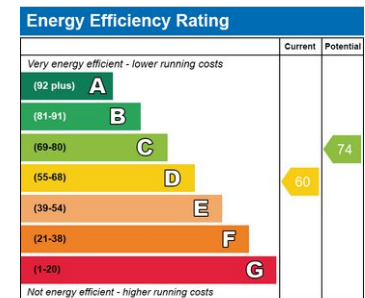 Energy Efficiency Rating
Current Potential
Very energy efficient - lower running costs
(92 plus) A
(81-91) B
(69-80) C
74
(55-68) D
60
(39-54) E
(21-38) F
(1-20) G
Not energy efficient - higher running costs